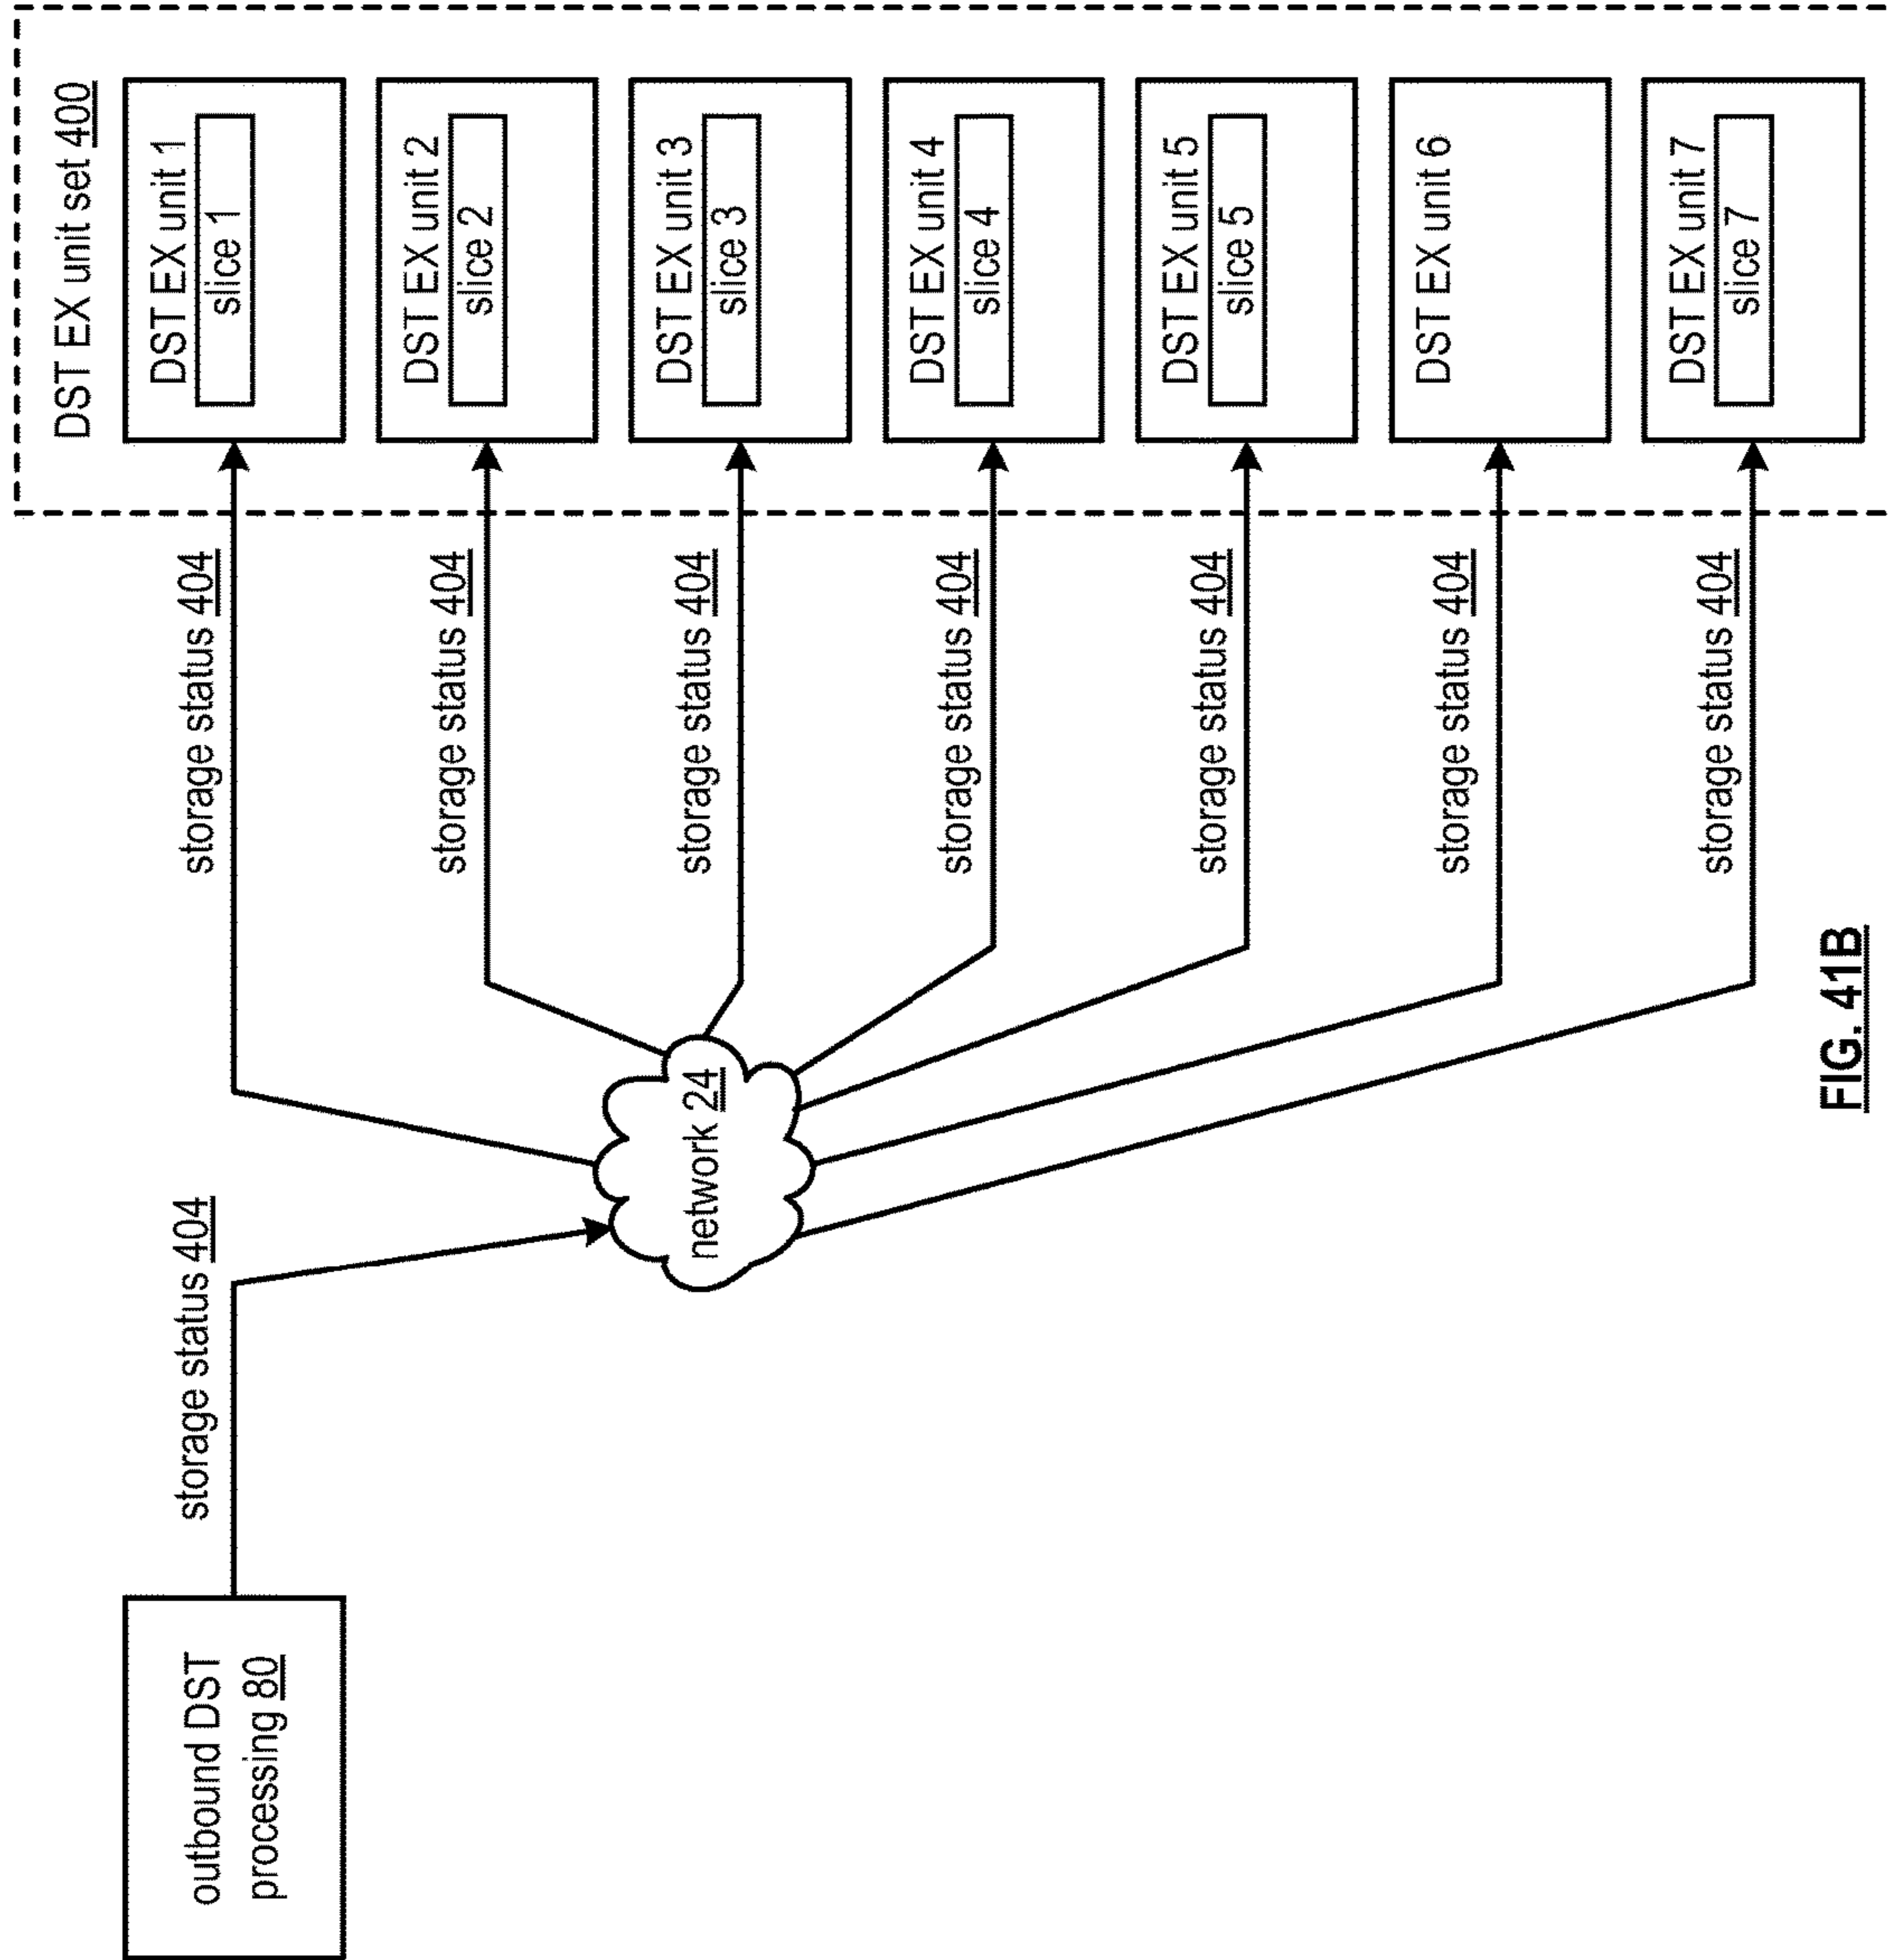 DST EX unit set 400
DST EX unit 1
slice 1
DST EX unit 2
slice 2
DST EX unit 3
slice 3
DST EX unit 4
slice 4
DST EX unit 5
slice 5
DST EX unit 6
DST EX unit 7
slice 7
storage status 404
storage status 404
storage status 404
storage status 404
storage status 404
storage status 404
storage status 404
network 24
storage status 404
outbound DST
processing 80
FIG. 41B